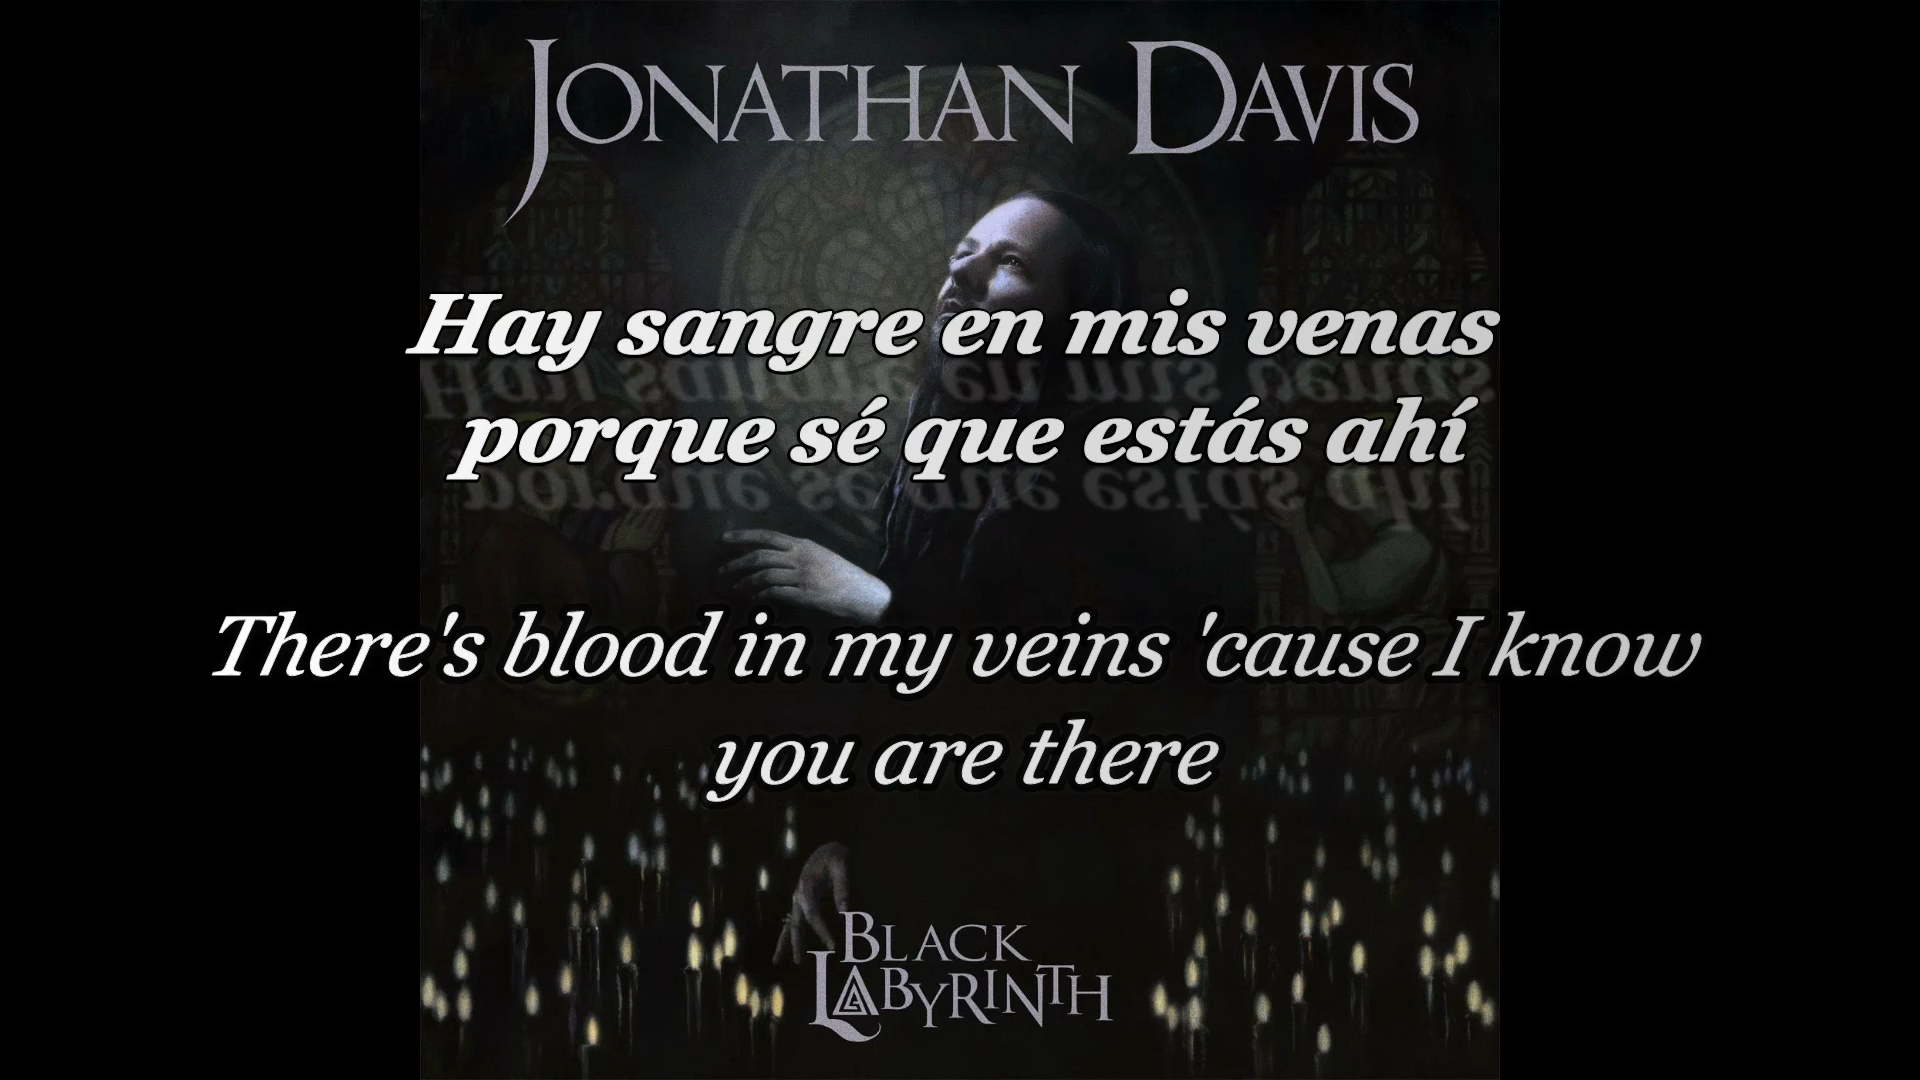 JONATHAN DAVIS
Hay sangre en mis venas
porque sé que estás ahí
There's blood in my veins 'cause I know
you are there
BLACK
LABYRINTH